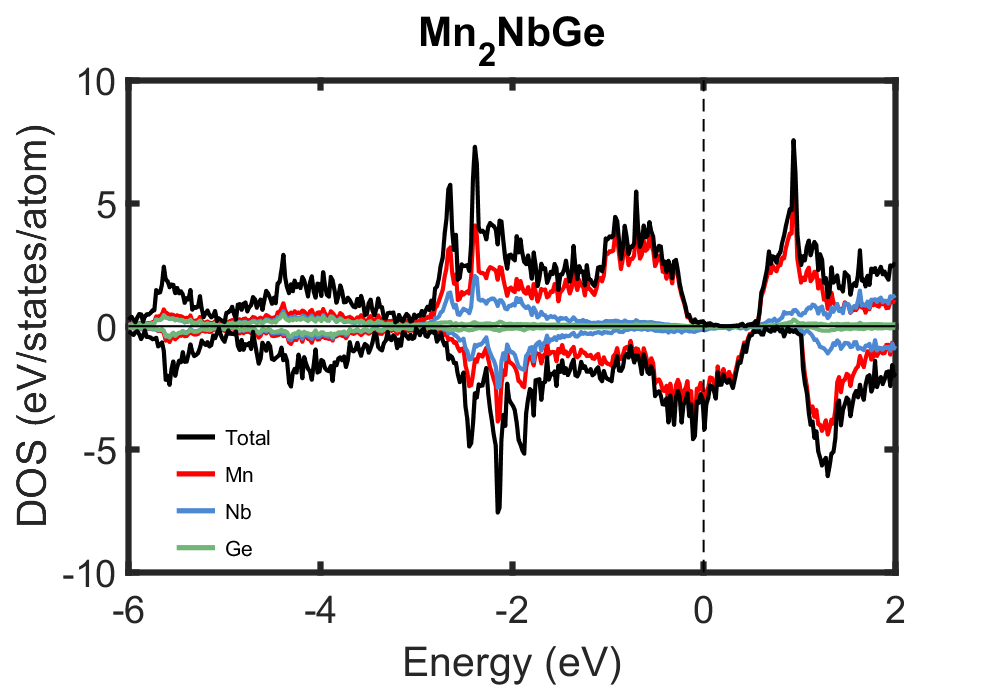 Mn₂NbGe
10
5
0
-5
-10
DOS (eV/states/atom)
Total
Mn
Nb
Ge
-6 -4 -2 0 2
Energy (eV)